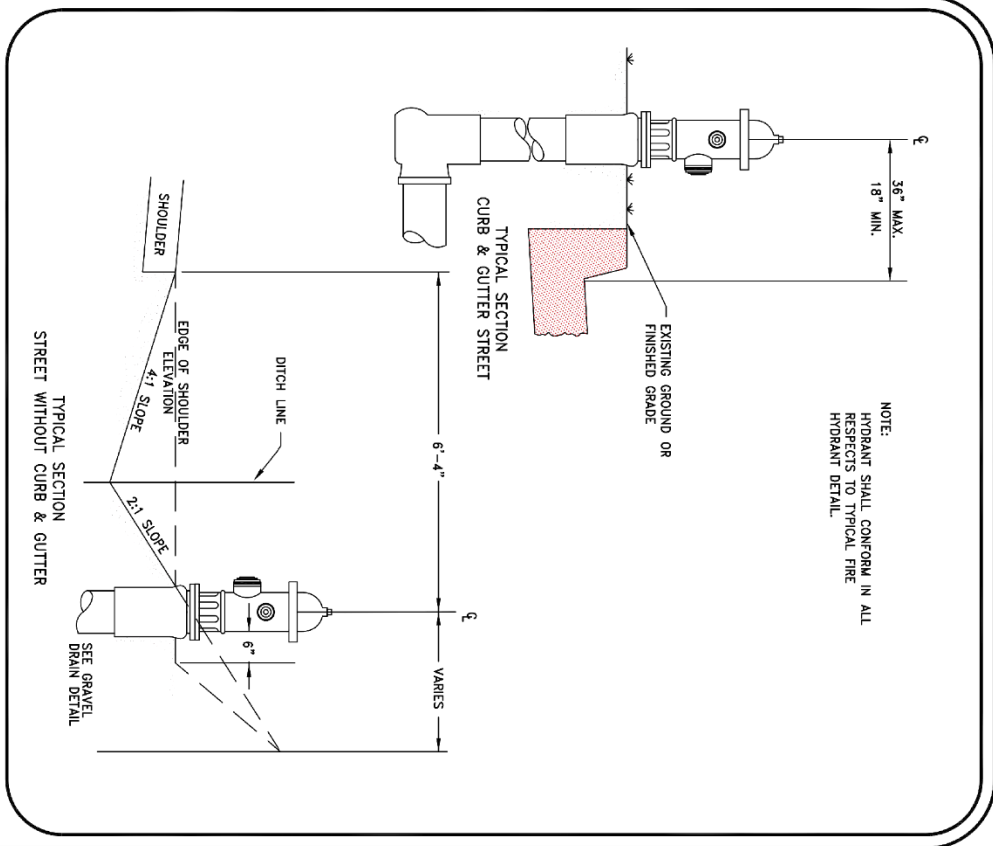 NOTE:
HYDRANT SHALL CONFORM IN ALL
RESPECTS TO TYPICAL FIRE
HYDRANT DETAIL.
℄
36" MAX.
18" MIN.
EXISTING GROUND OR
FINISHED GRADE
TYPICAL SECTION
CURB & GUTTER STREET
℄
6'-4"
VARIES
6"
DITCH LINE
SHOULDER
EDGE OF SHOULDER
ELEVATION
4:1 SLOPE
2:1 SLOPE
SEE GRAVEL
DRAIN DETAIL
TYPICAL SECTION
STREET WITHOUT CURB & GUTTER